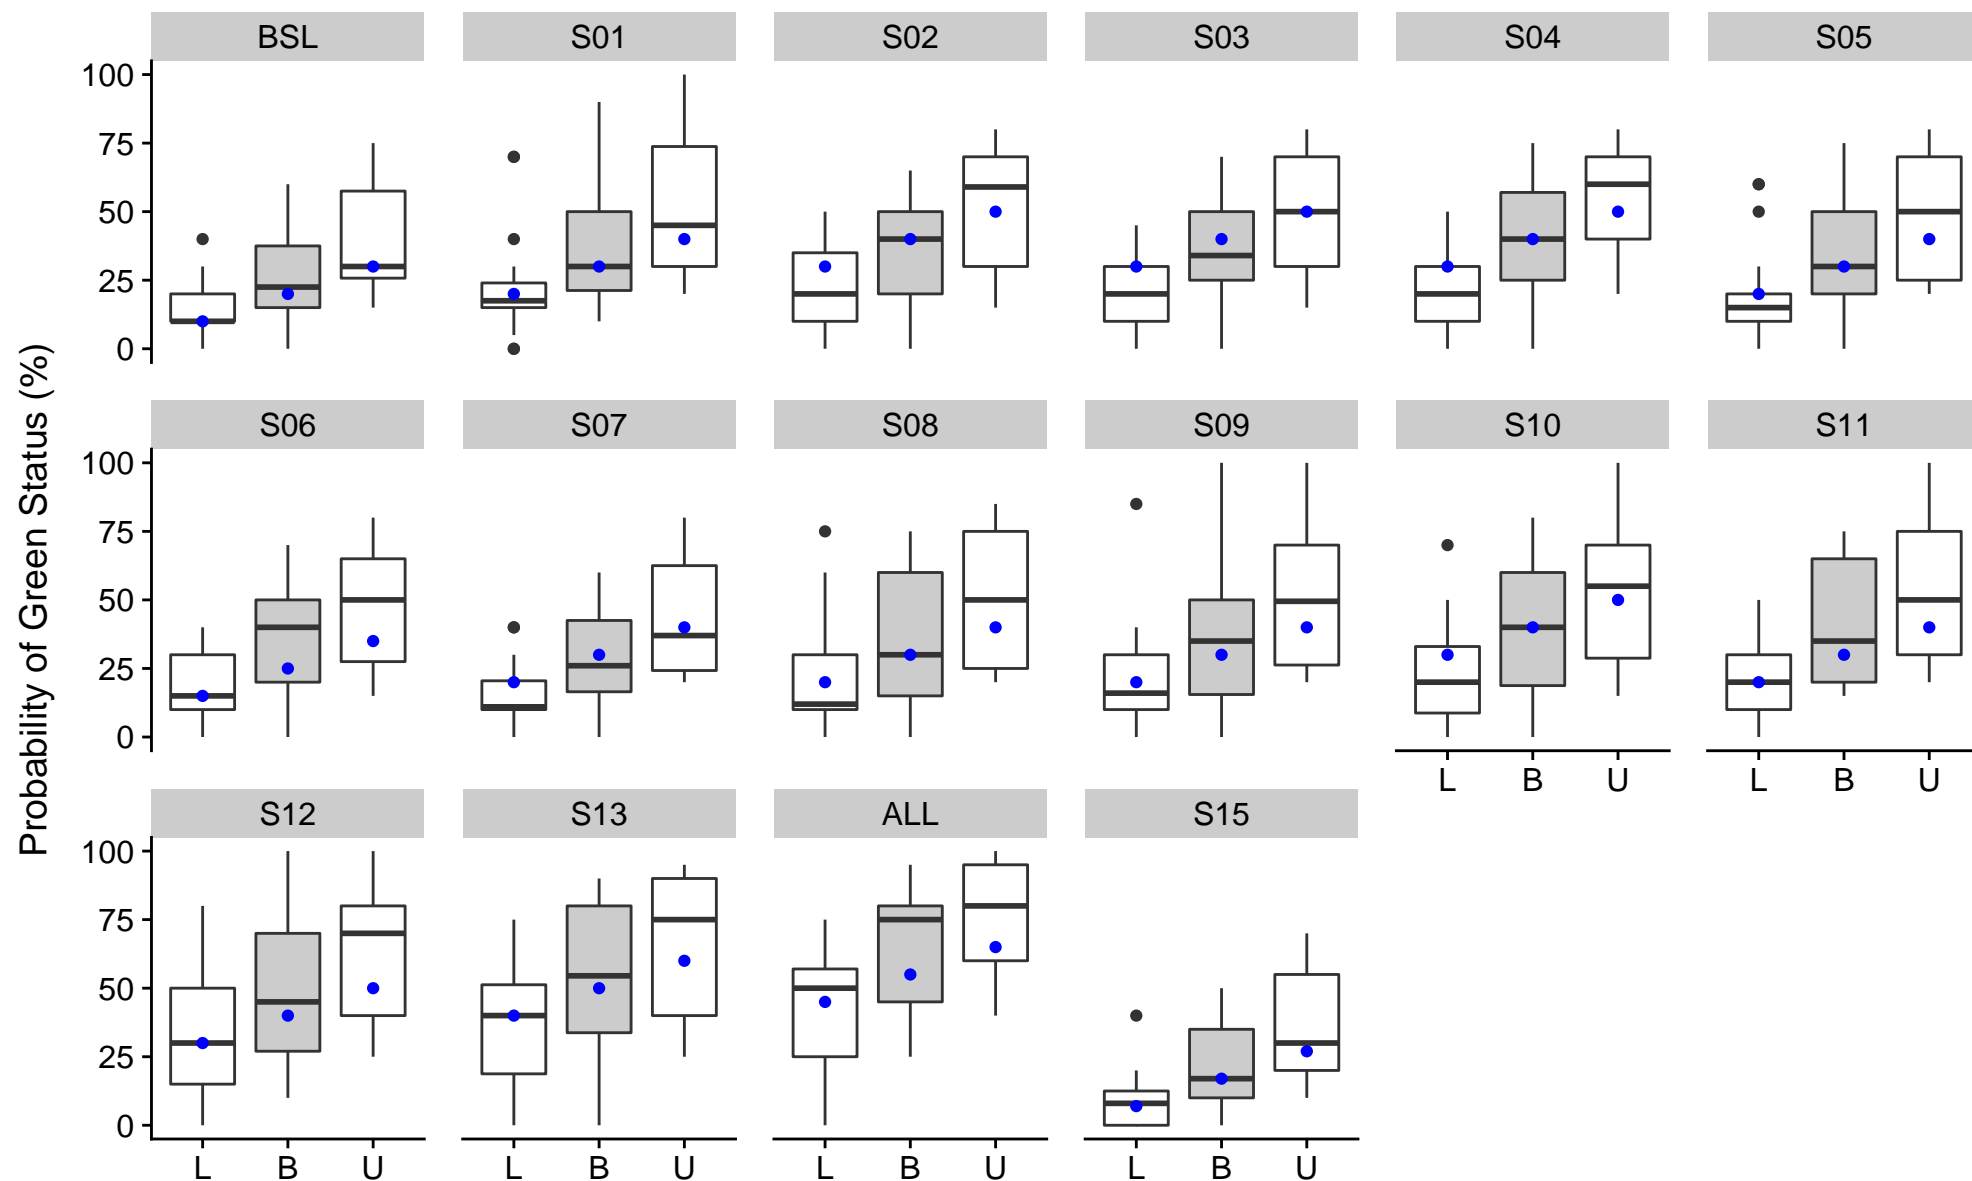 BSL S01 S02 S03 S04 S05
100
75
50
25
0
Probability of Green Status (%)
S06 S07 S08 S09 S10 S11
100
75
50
25
0
L B U L B U
S12 S13 ALL S15
100
75
50
25
0
L B U L B U L B U L B U